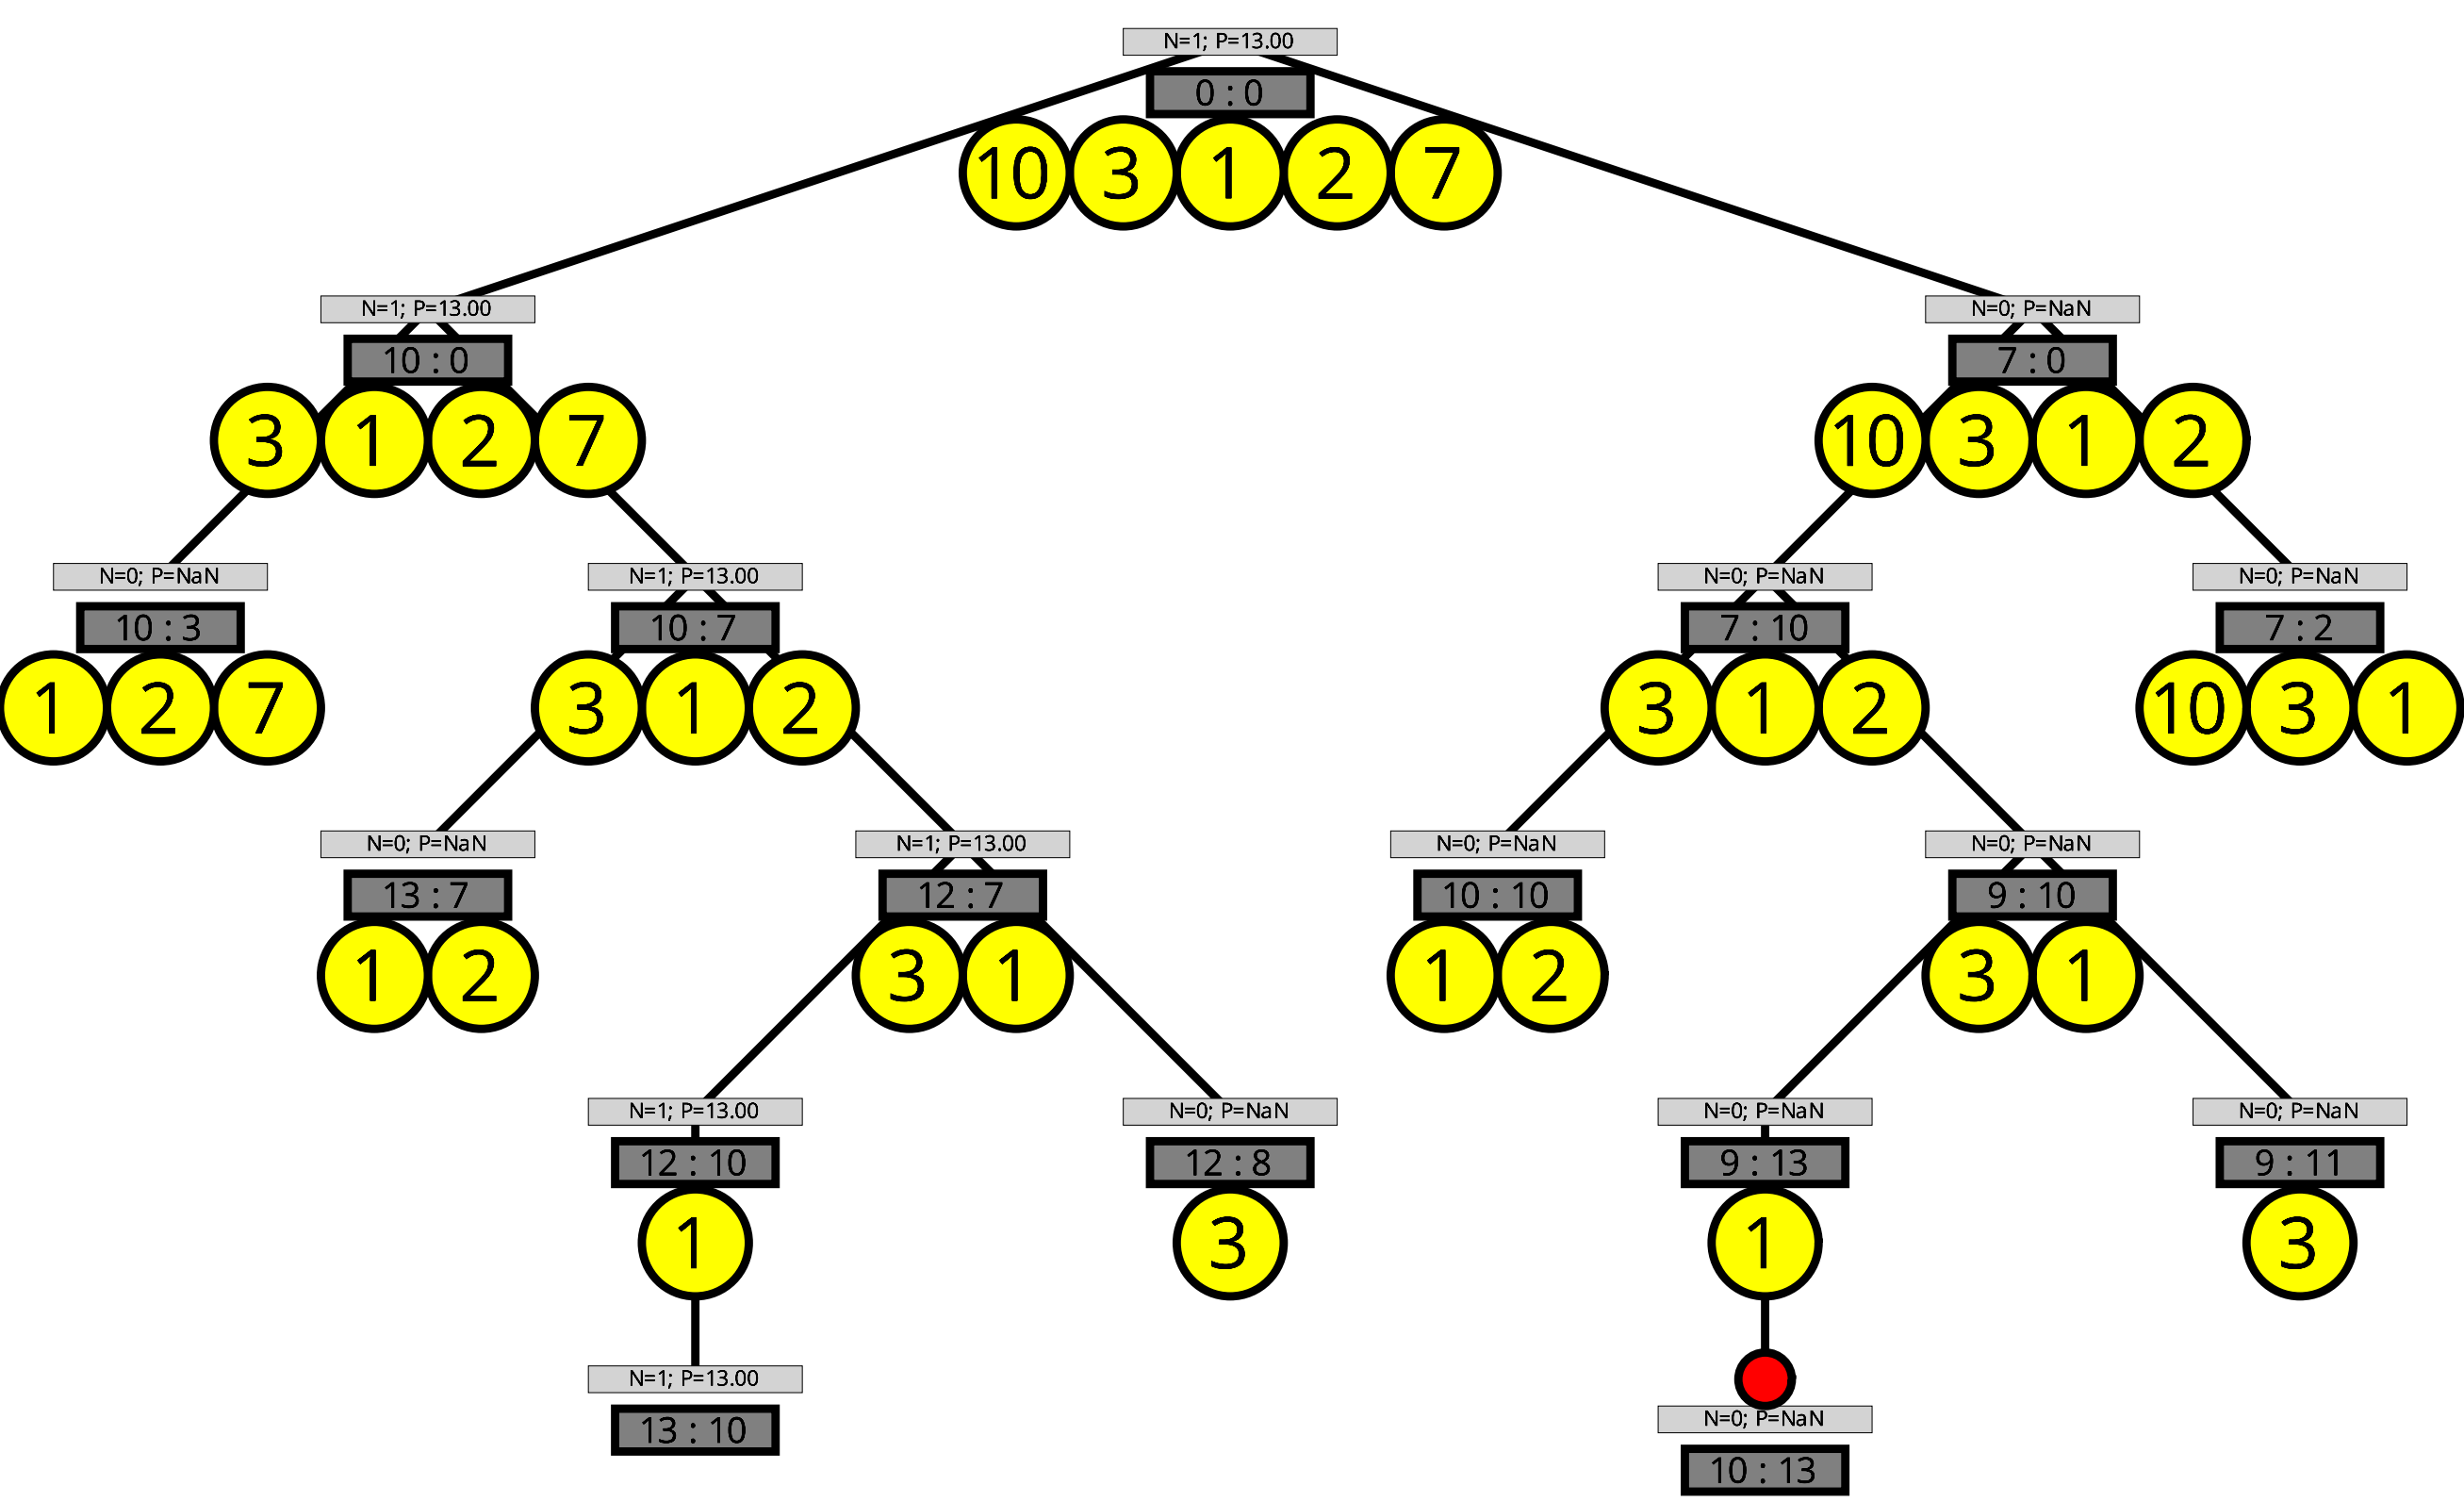 N=1; P=13.00
0 : 0
10 3 1 2 7
N=1; P=13.00
10 : 0
3 1 2 7
N=0; P=NaN
7 : 0
10 3 1 2
N=0; P=NaN
10 : 3
1 2 7
N=1; P=13.00
10 : 7
3 1 2
N=0; P=NaN
7 : 10
3 1 2
N=0; P=NaN
7 : 2
10 3 1
N=0; P=NaN
13 : 7
1 2
N=1; P=13.00
12 : 7
3 1
N=0; P=NaN
10 : 10
1 2
N=0; P=NaN
9 : 10
3 1
N=1; P=13.00
12 : 10
1
N=0; P=NaN
12 : 8
3
N=0; P=NaN
9 : 13
1
N=0; P=NaN
9 : 11
3
N=1; P=13.00
13 : 10
N=0; P=NaN
10 : 13